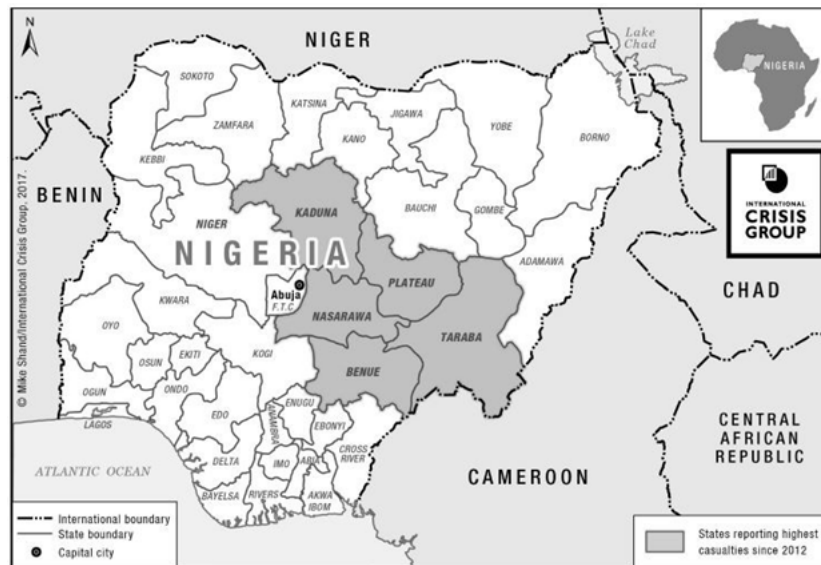 N
NIGER
Lake
Chad
NIGERIA
SOKOTO
KATSINA
JIGAWA
ZAMFARA
KANO
YOBE
BORNO
KEBBI
BENIN
INTERNATIONAL
CRISIS
GROUP
KADUNA
BAUCHI
GOMBE
NIGER
NIGERIA
ADAMAWA
PLATEAU
CHAD
Abuja
F.T.C
NASARAWA
KWARA
TARABA
OYO
KOGI
BENUE
OSUN
EKITI
OGUN
ONDO
ENUGU
EDO
ANAMBRA
EBONYI
LAGOS
CROSS
RIVER
CENTRAL
AFRICAN
REPUBLIC
DELTA
IMO
ABIA
ATLANTIC OCEAN
CAMEROON
BAYELSA
RIVERS
AKWA
IBOM
International boundary
State boundary
Capital city
States reporting highest
casualties since 2012
© Mike Shand/International Crisis Group, 2017.